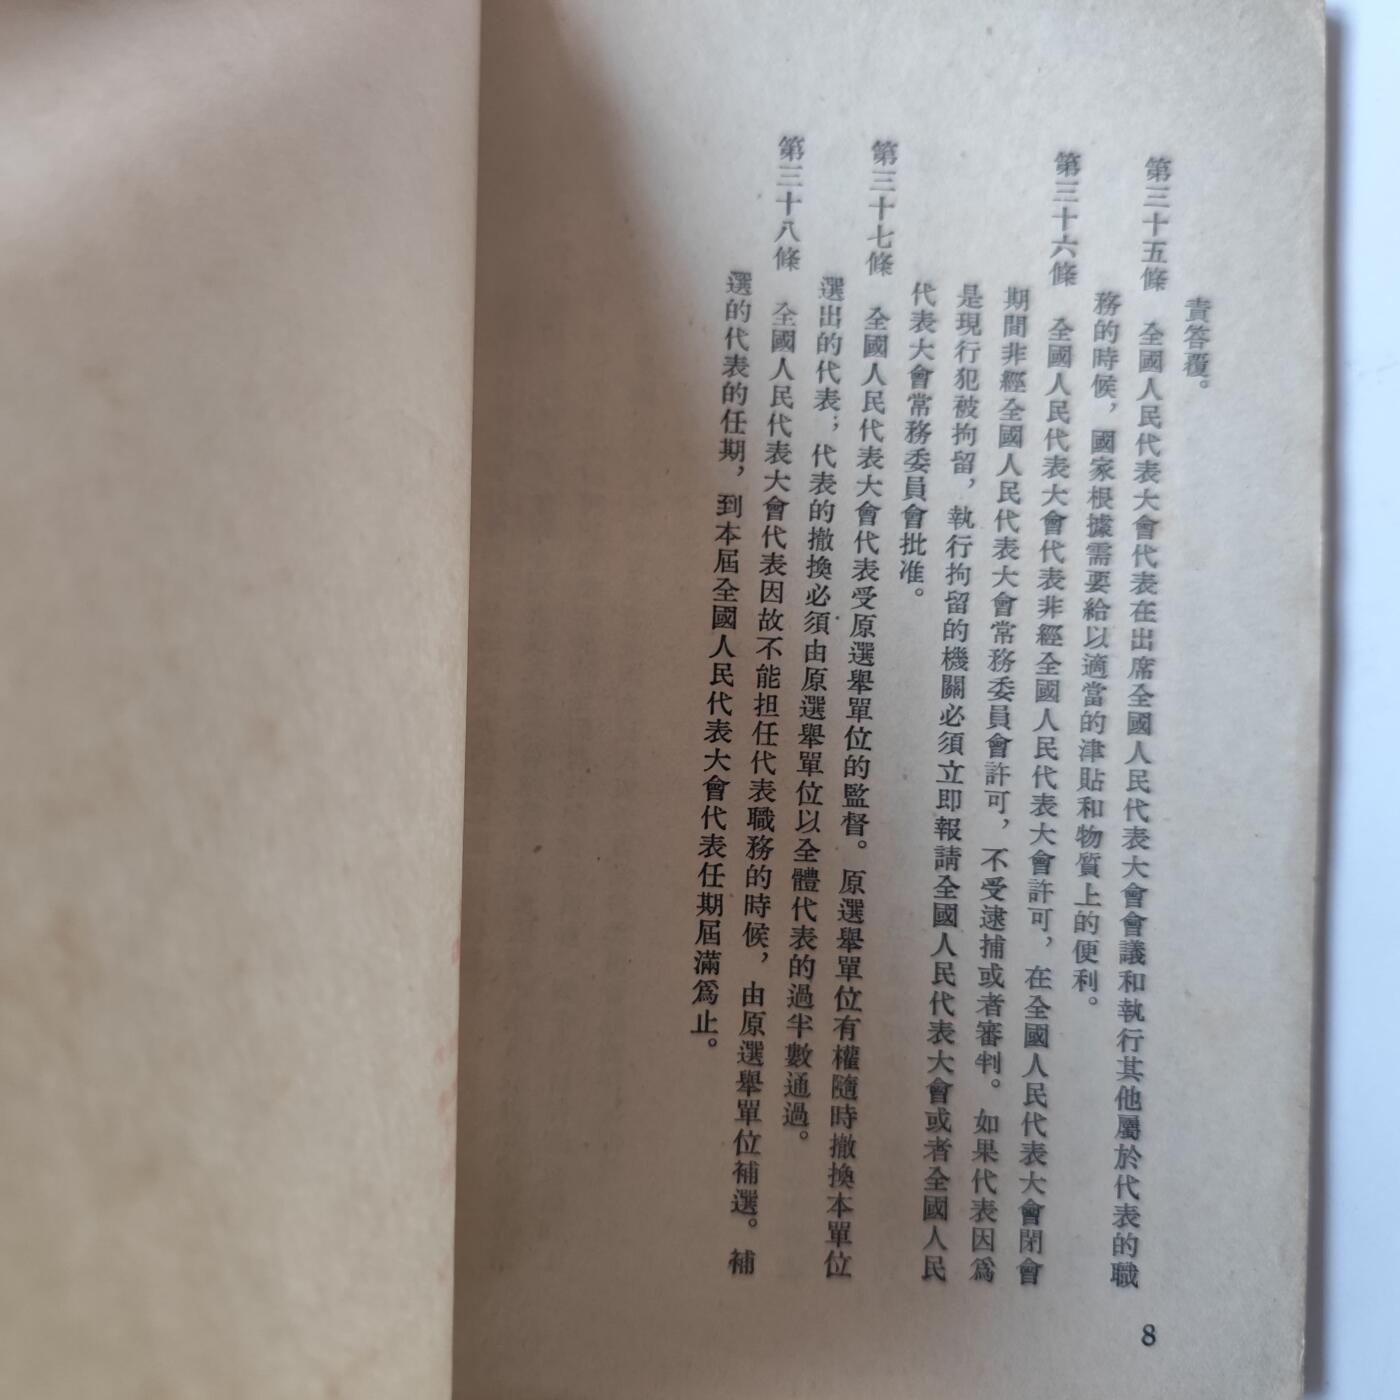 責答覆。
第三十五條　全國人民代表大會代表在出席全國人民代表大會會議和執行其他屬於代表的職
務的時候，國家根據需要給以適當的津貼和物質上的便利。
第三十六條　全國人民代表大會代表非經全國人民代表大會許可，在全國人民代表大會閉會
期間非經全國人民代表大會常務委員會許可，不受逮捕或者審判。如果代表因爲
是現行犯被拘留，執行拘留的機關必須立即報請全國人民代表大會或者全國人民
代表大會常務委員會批准。
第三十七條　全國人民代表大會代表受原選舉單位的監督。原選舉單位有權隨時撤換本單位
選出的代表；代表的撤換必須由原選舉單位以全體代表的過半數通過。
第三十八條　全國人民代表大會代表因故不能担任代表職務的時候，由原選舉單位補選。補
選的代表的任期，到本屆全國人民代表大會代表任期屆滿爲止。
8